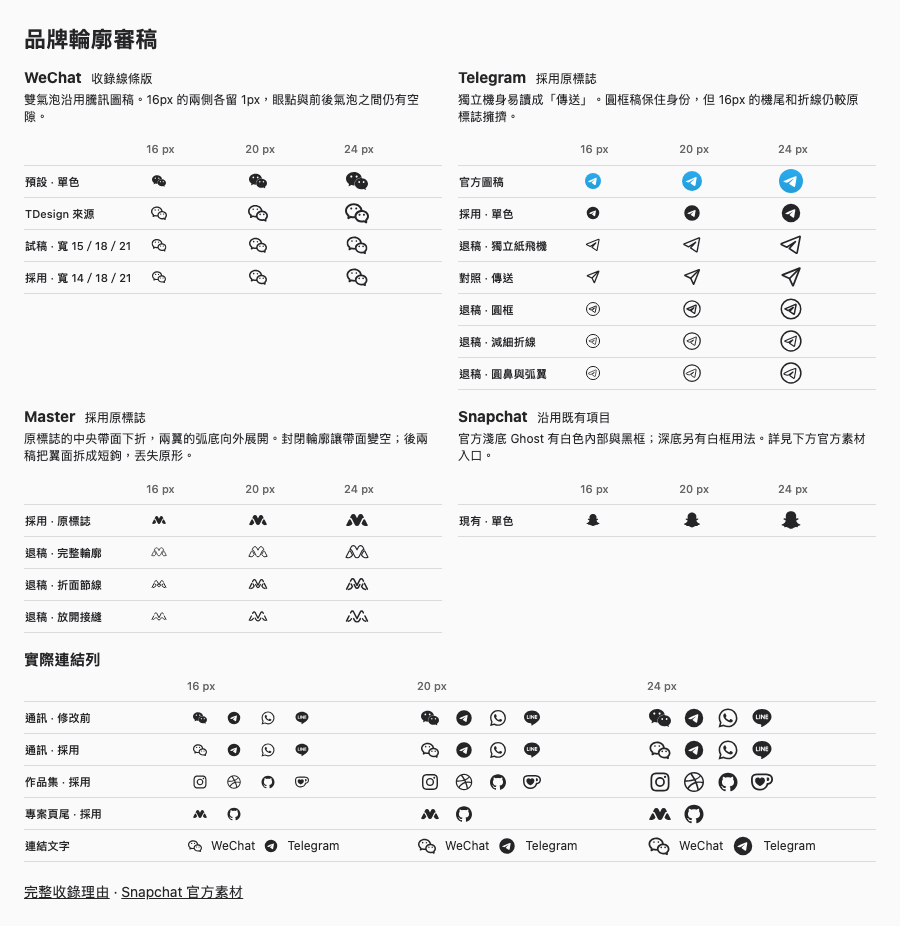 品牌輪廓審稿
WeChat 收錄線條版
雙氣泡沿用騰訊圖稿。16px 的兩側各留 1px，眼點與前後氣泡之間仍有空
隙。
16 px 20 px 24 px
預設 · 單色
TDesign 來源
試稿 · 寬 15 / 18 / 21
採用 · 寬 14 / 18 / 21
Telegram 採用原標誌
獨立機身易讀成「傳送」。圓框稿保住身份，但 16px 的機尾和折線仍較原
標誌擁擠。
16 px 20 px 24 px
官方圖稿
採用 · 單色
退稿 · 獨立紙飛機
對照 · 傳送
退稿 · 圓框
退稿 · 減細折線
退稿 · 圓鼻與弧翼
Master 採用原標誌
原標誌的中央帶面下折，兩翼的弧底向外展開。封閉輪廓讓帶面變空；後兩
稿把翼面拆成短鉤，丟失原形。
16 px 20 px 24 px
採用 · 原標誌
退稿 · 完整輪廓
退稿 · 折面節線
退稿 · 放開接縫
Snapchat 沿用既有項目
官方淺底 Ghost 有白色內部與黑框；深底另有白框用法。詳見下方官方素材
入口。
16 px 20 px 24 px
現有 · 單色
實際連結列
16 px 20 px 24 px
通訊 · 修改前 LINE LINE LINE
通訊 · 採用 LINE LINE LINE
作品集 · 採用
專案頁尾 · 採用
連結文字 WeChat Telegram WeChat Telegram WeChat Telegram
完整收錄理由 · Snapchat 官方素材